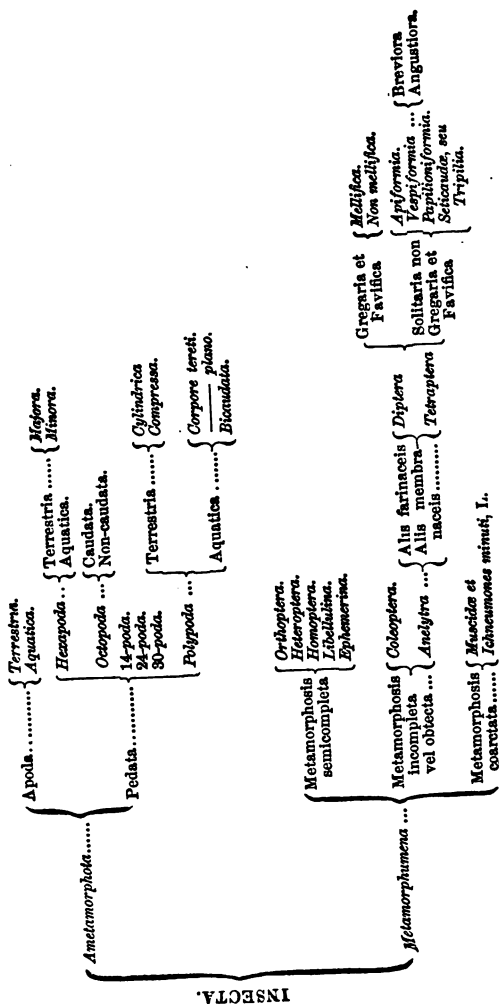 INSECTA.
Ametamorphota......
Apoda...........
Terrestria.
Aquatica.
Pedata..........
Hexapoda ..
Terrestria ......
Majora.
Minora.
Aquatica.
Octopoda ...
Caudata.
Non-caudata.
14-poda.
24-poda.
30-poda.
Polypoda ...
Terrestria .......
Cylindrica
Compressa.
Aquatica .......
Corpore tereti.
—— plano.
Bicaudata.
Metamorphumena ...
Metamorphosis
semicompleta
Orthoptera.
Heteroptera.
Homoptera.
Libellulina.
Ephemerina.
Metamorphosis
incompleta
vel obtecta ...
Coleoptera.
Anelytra ...
Alis farinaceis
Alis membra-
naceis.........
Diptera
Tetraptera
Gregaria et
Favifica
Mellifica.
Non mellifica.
Solitaria non
Gregaria et
Favifica
Apiformia.
Vespiformia ...
Breviora
Angustiora.
Papilioniformia.
Seticaudæ, seu
Tripilia.
Metamorphosis
coarctata......
Muscidæ et
Ichneumones minuti, L.